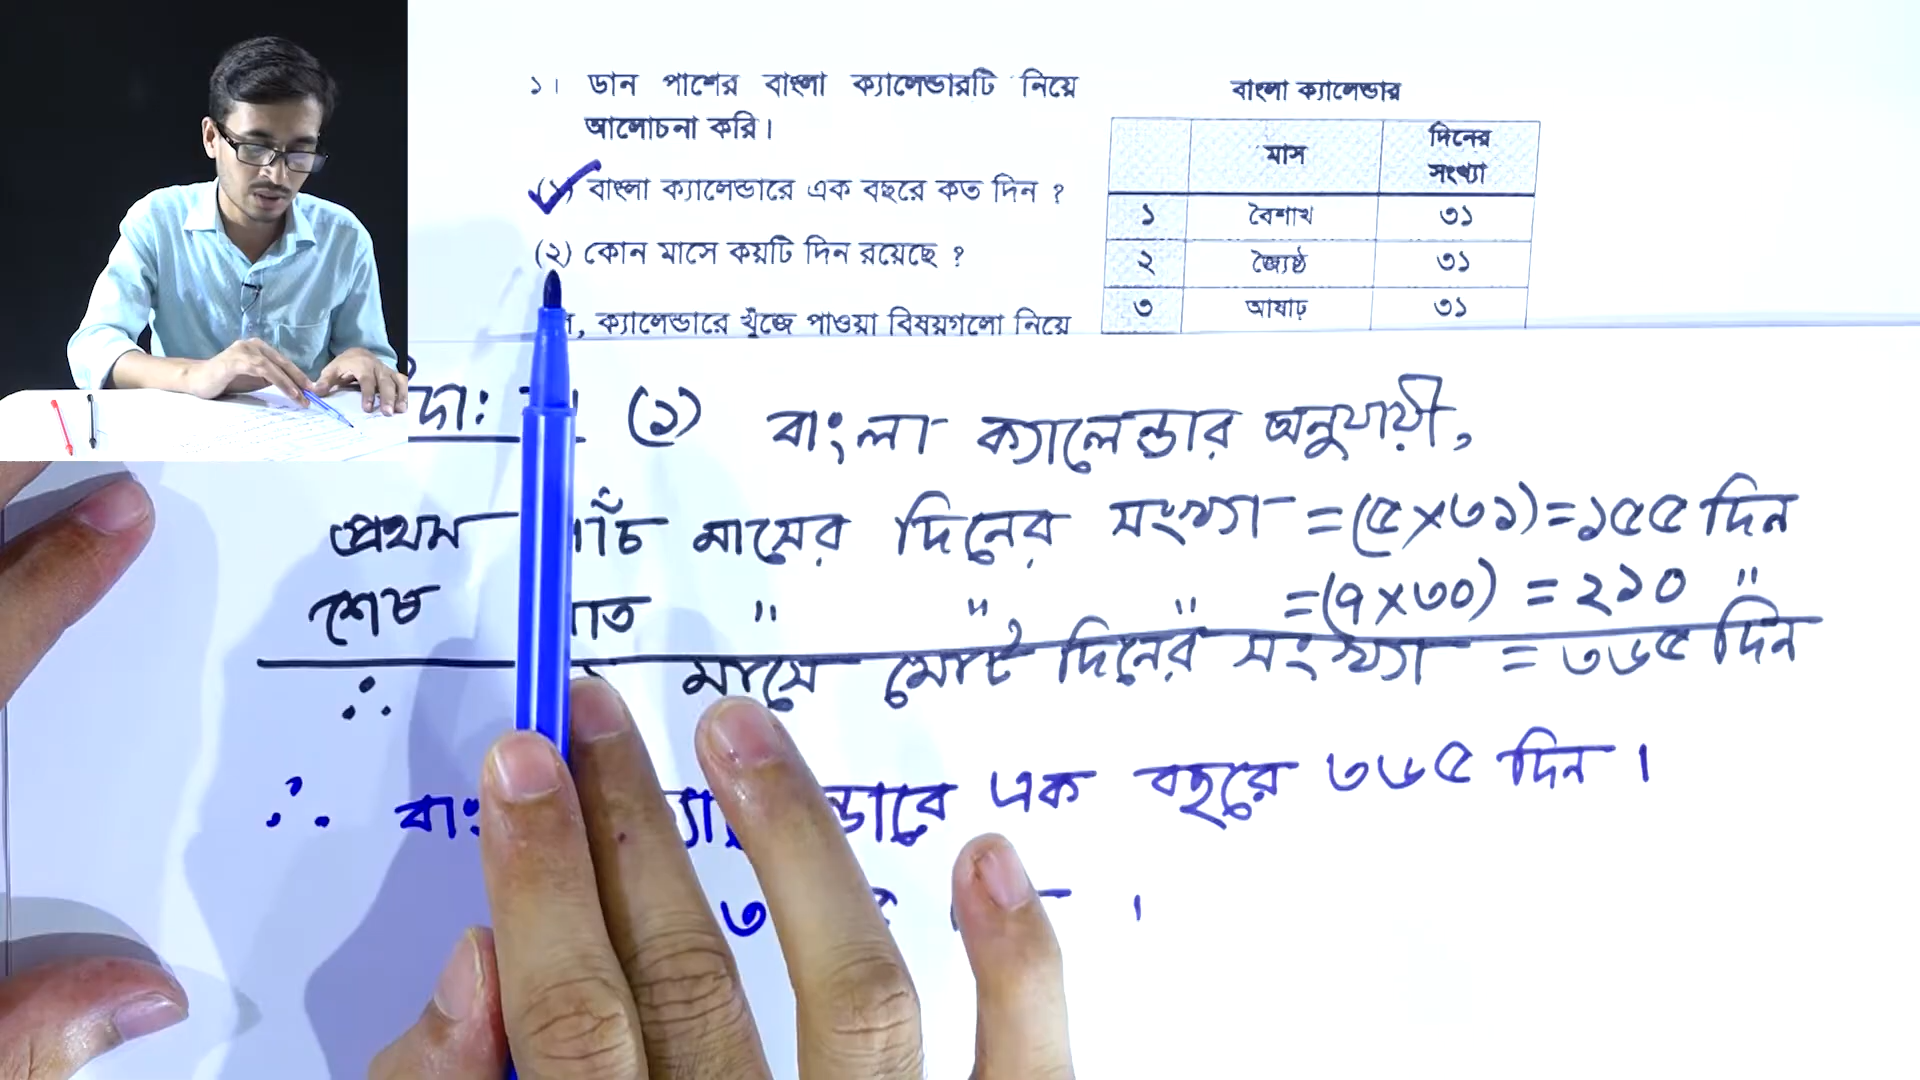 ১। ডান পাশের বাংলা ক্যালেন্ডারটি নিয়ে
আলোচনা করি।
(১) বাংলা ক্যালেন্ডারে এক বছরে কত দিন ?
(২) কোন মাসে কয়টি দিন রয়েছে ?
, ক্যালেন্ডারে খুঁজে পাওয়া বিষয়গুলো নিয়ে
বাংলা ক্যালেন্ডার
মাস দিনের সংখ্যা
১ বৈশাখ ৩১
২ জ্যৈষ্ঠ ৩১
৩ আষাঢ় ৩১
(১) বাংলা ক্যালেন্ডার অনুযায়ী,
প্রথম মাসের দিনের সংখ্যা = (৫×৩১)=১৫৫ দিন
শেষ " " " =(৭×৩০) = ২১০ "
∴ মাসে মোট দিনের সংখ্যা = ৩৬৫ দিন
∴ এক বছরে ৩৬৫ দিন ।